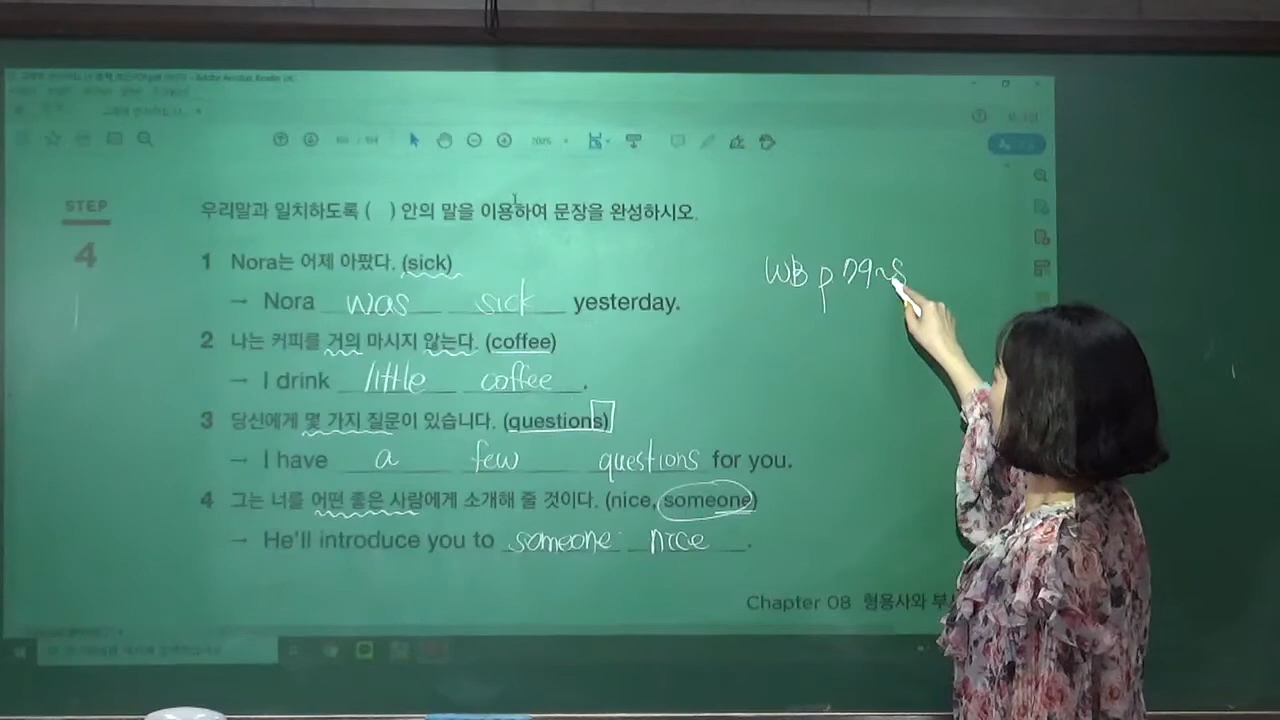 Adobe Acrobat Reader DC
200%
STEP
4
우리말과 일치하도록 ( ) 안의 말을 이용하여 문장을 완성하시오.
1 Nora는 어제 아팠다. (sick)
→ Nora was sick yesterday.
2 나는 커피를 거의 마시지 않는다. (coffee)
→ I drink little coffee.
3 당신에게 몇 가지 질문이 있습니다. (questions)
→ I have a few questions for you.
4 그는 너를 어떤 좋은 사람에게 소개해 줄 것이다. (nice, someone)
→ He'll introduce you to someone nice.
WB p 79~8
Chapter 08 형용사와 부